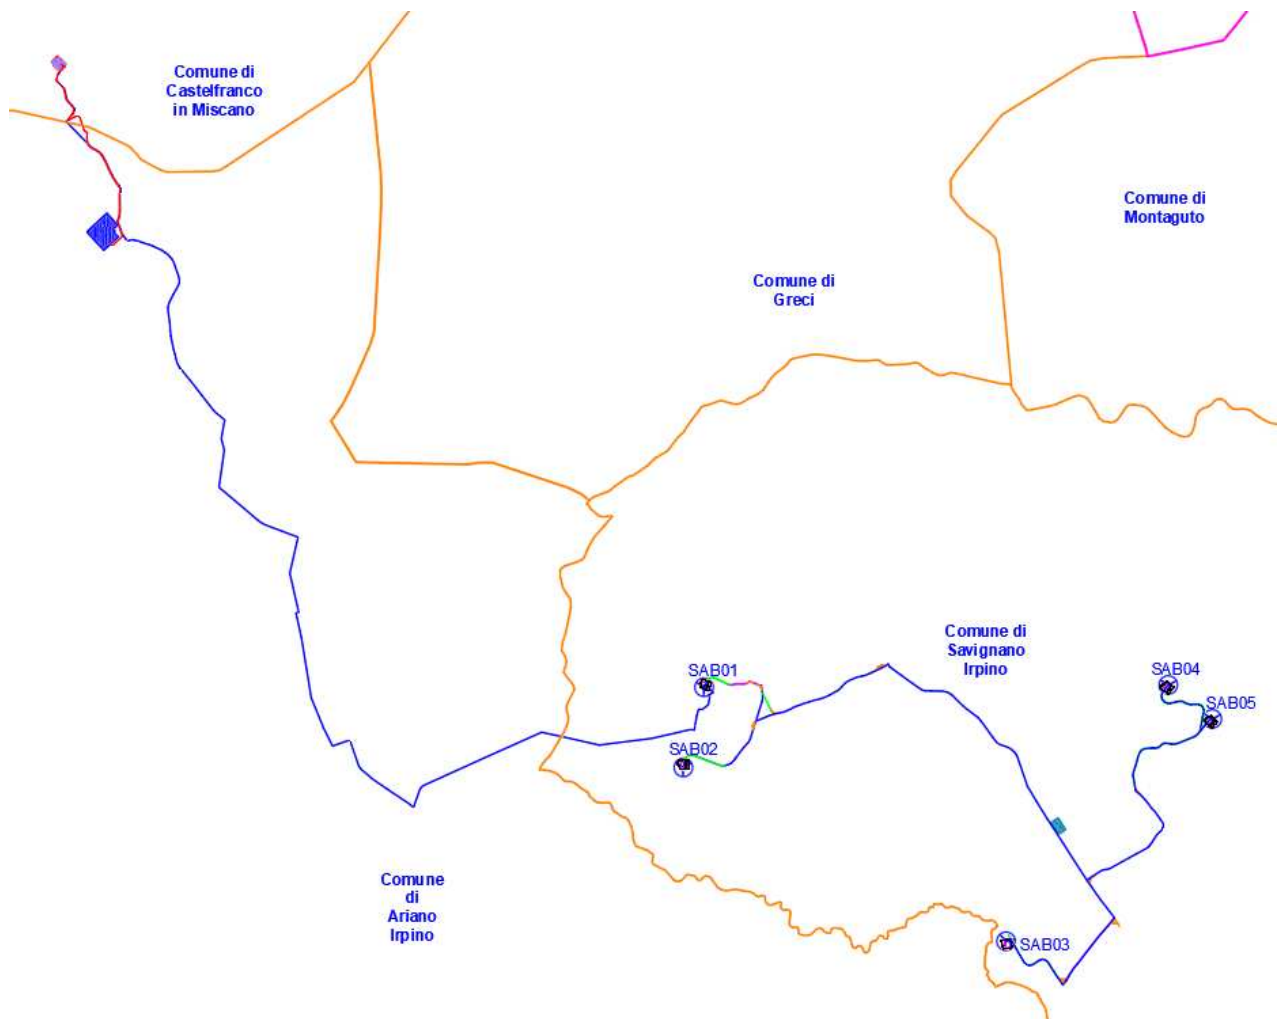 Comune di
Castelfranco
in Miscano
Comune di
Montaguto
Comune di
Greci
Comune di
Savignano
Irpino
SAB01
SAB04
SAB05
SAB02
Comune
di
Ariano
Irpino
SAB03